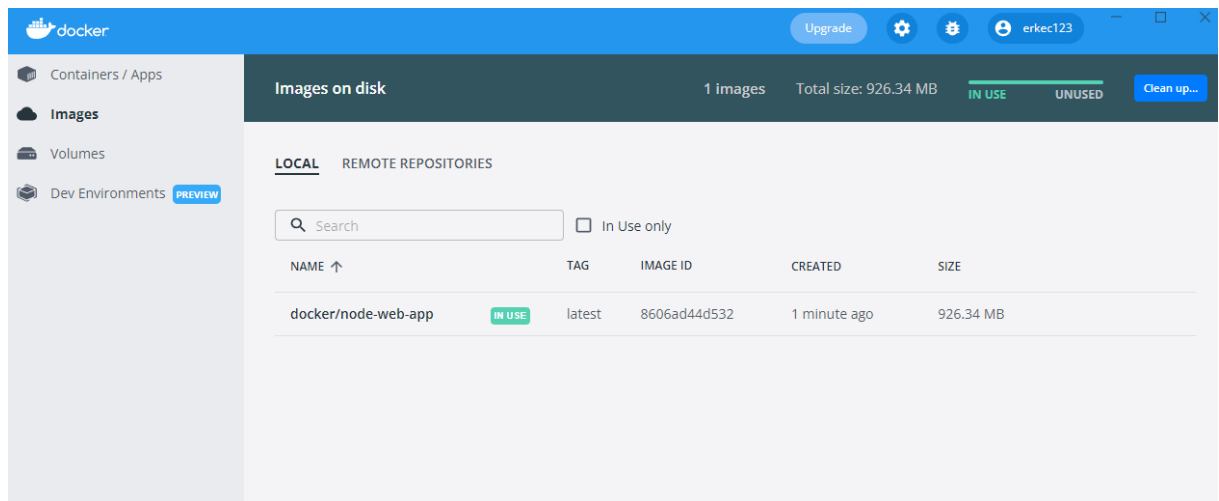 docker
Upgrade
erkec123
Containers / Apps
Images
Volumes
Dev Environments PREVIEW
Images on disk
1 images
Total size: 926.34 MB
IN USE
UNUSED
Clean up...
LOCAL REMOTE REPOSITORIES
Search
In Use only
NAME TAG IMAGE ID CREATED SIZE
docker/node-web-app IN USE latest 8606ad44d532 1 minute ago 926.34 MB